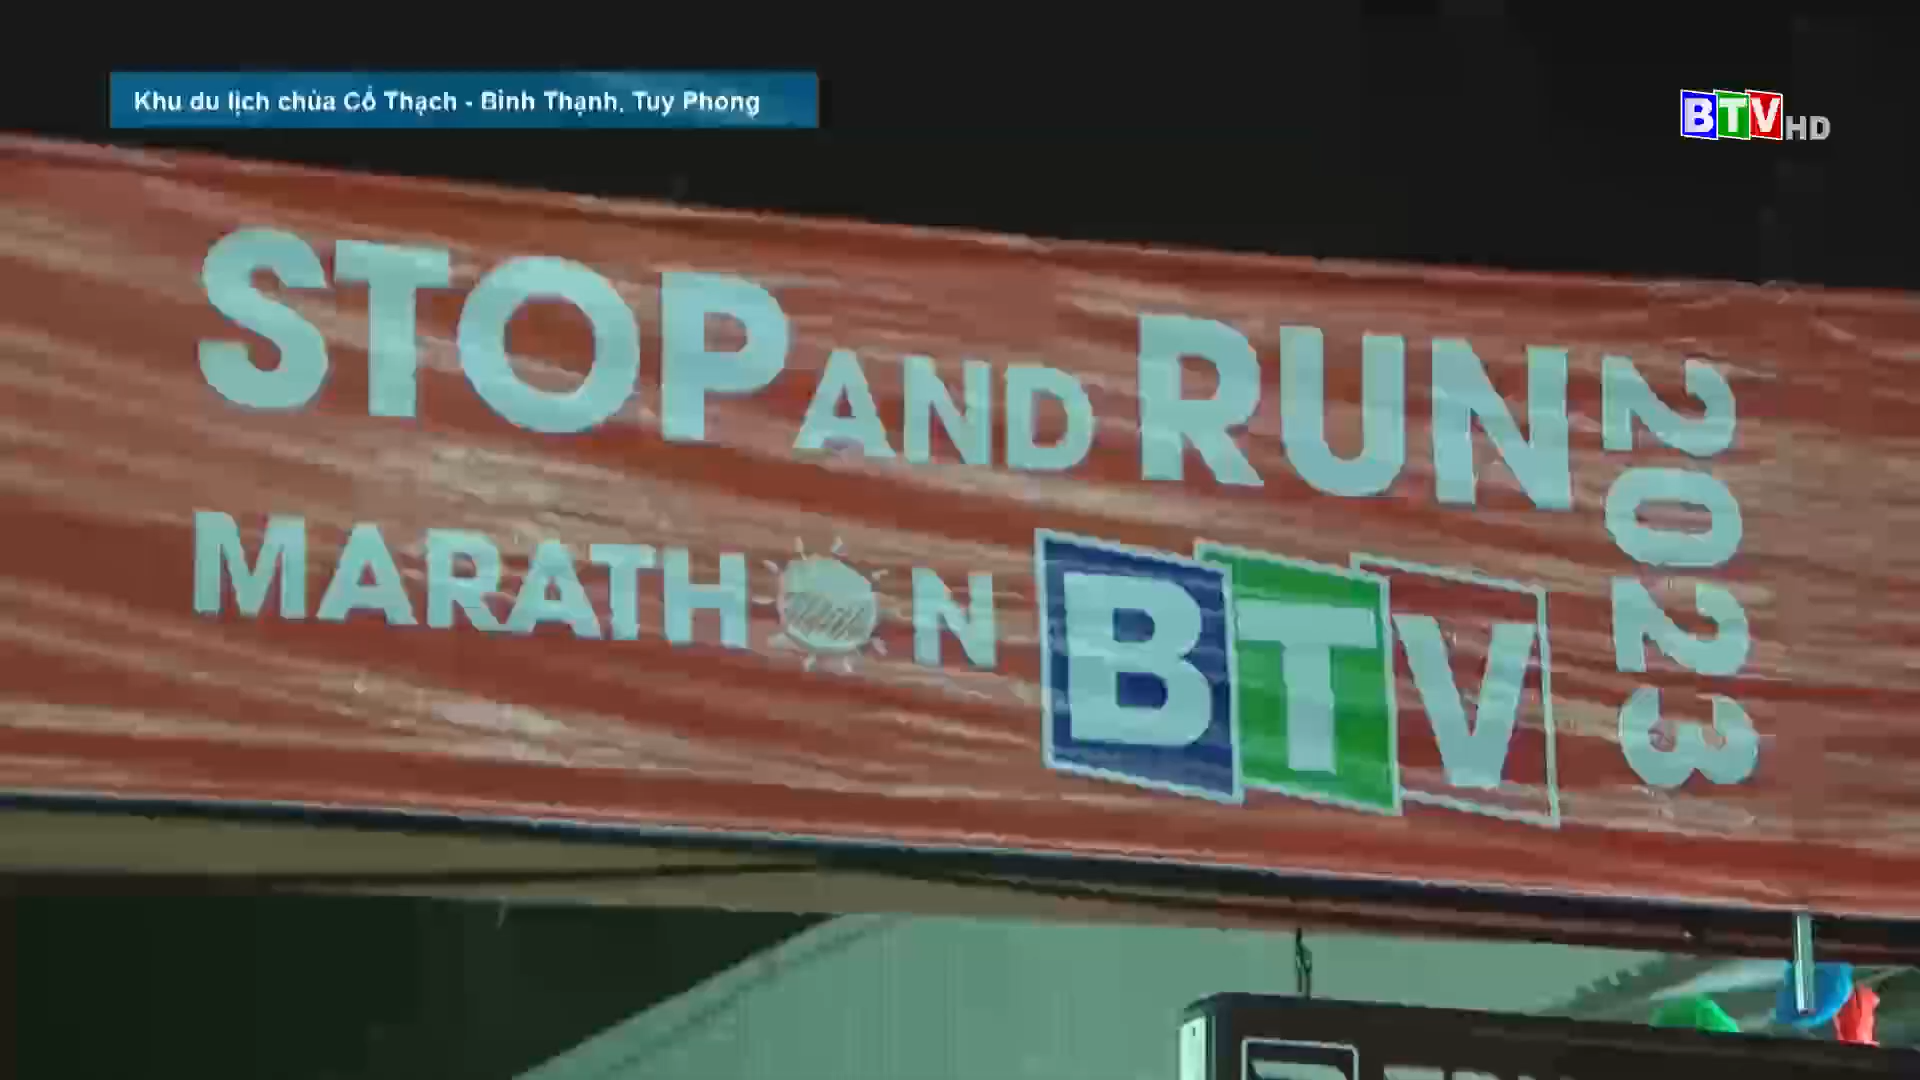 Khu du lịch chùa Cổ Thạch - Bình Thạnh, Tuy Phong
BTV HD
STOP AND RUN
2023
MARATHON BTV